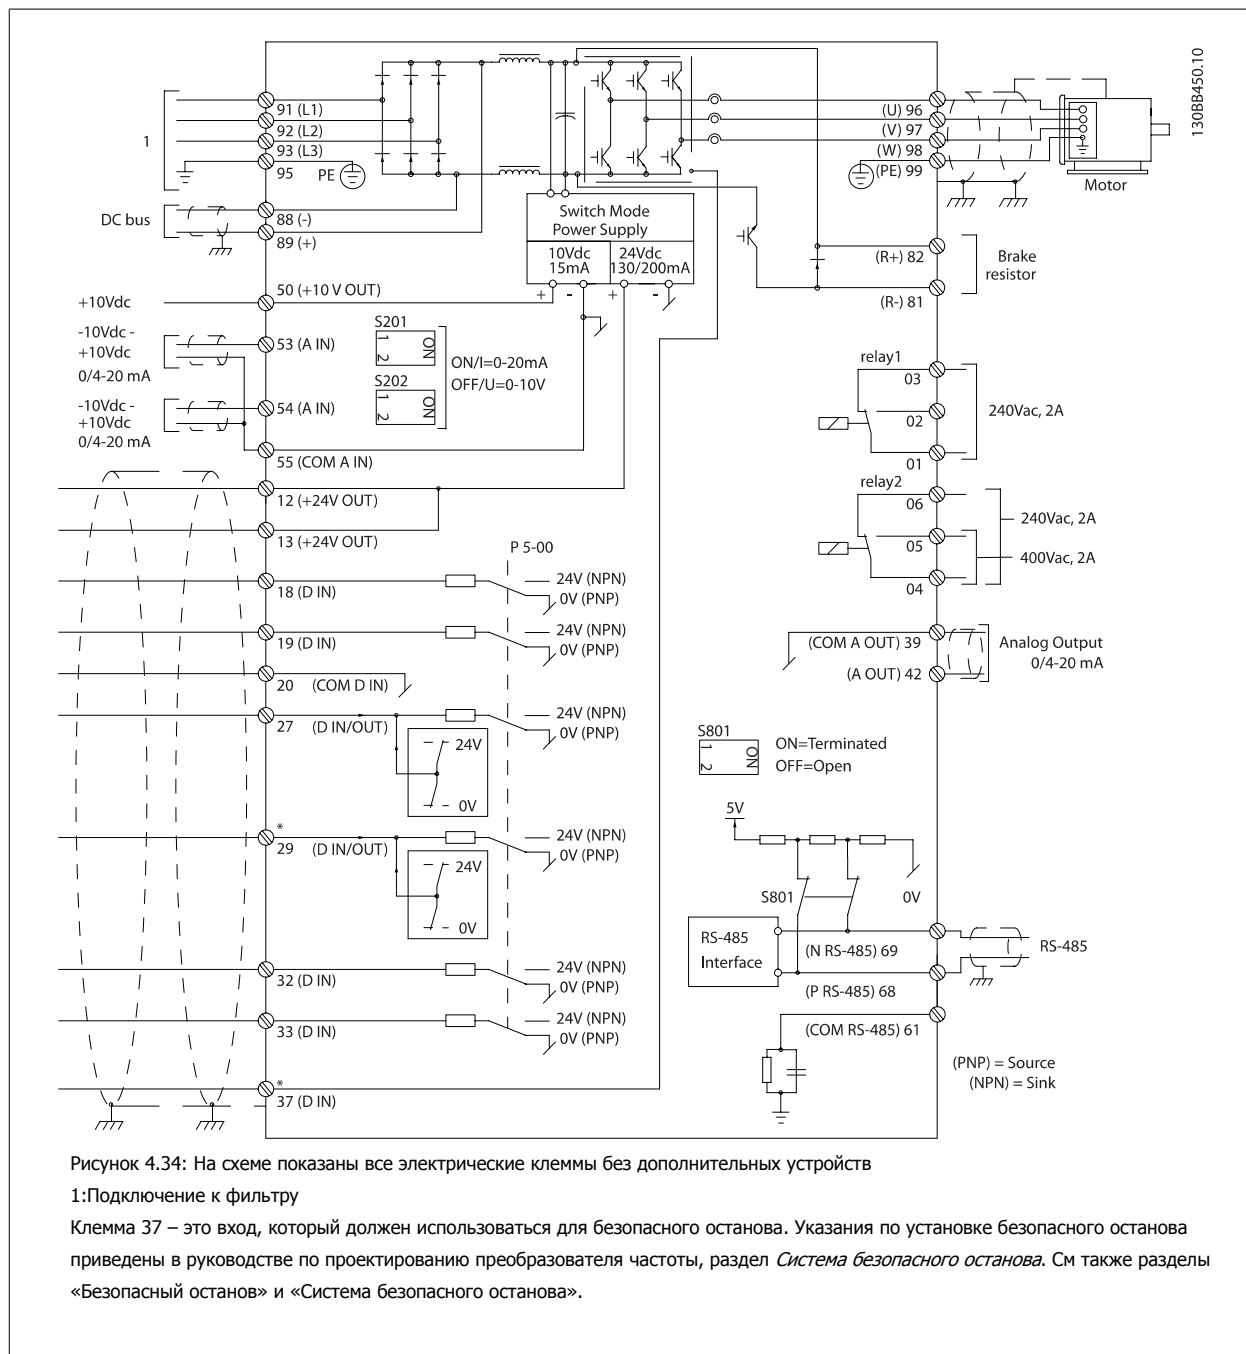 130BB450.10
1
91 (L1)
92 (L2)
93 (L3)
95
PE
DC bus
88 (-)
89 (+)
Switch Mode
Power Supply
10Vdc
15mA
24Vdc
130/200mA
+
-
+
-
(U) 96
(V) 97
(W) 98
(PE) 99
Motor
(R+) 82
(R-) 81
Brake
resistor
+10Vdc
50 (+10 V OUT)
-10Vdc -
+10Vdc
0/4-20 mA
53 (A IN)
-10Vdc -
+10Vdc
0/4-20 mA
54 (A IN)
55 (COM A IN)
S201
1
2
ON
S202
1
2
ON
ON/I=0-20mA
OFF/U=0-10V
relay1
03
02
01
240Vac, 2A
relay2
06
05
04
240Vac, 2A
400Vac, 2A
12 (+24V OUT)
13 (+24V OUT)
P 5-00
18 (D IN)
24V (NPN)
0V (PNP)
19 (D IN)
24V (NPN)
0V (PNP)
20 (COM D IN)
27 (D IN/OUT)
24V (NPN)
0V (PNP)
24V
0V
*
29 (D IN/OUT)
24V (NPN)
0V (PNP)
24V
0V
32 (D IN)
24V (NPN)
0V (PNP)
33 (D IN)
24V (NPN)
0V (PNP)
*
37 (D IN)
(COM A OUT) 39
(A OUT) 42
Analog Output
0/4-20 mA
S801
1
2
ON
ON=Terminated
OFF=Open
5V
S801
0V
RS-485
Interface
(N RS-485) 69
(P RS-485) 68
(COM RS-485) 61
RS-485
(PNP) = Source
(NPN) = Sink
Рисунок 4.34: На схеме показаны все электрические клеммы без дополнительных устройств
1:Подключение к фильтру
Клемма 37 – это вход, который должен использоваться для безопасного останова. Указания по установке безопасного останова
приведены в руководстве по проектированию преобразователя частоты, раздел Система безопасного останова. См также разделы
«Безопасный останов» и «Система безопасного останова».